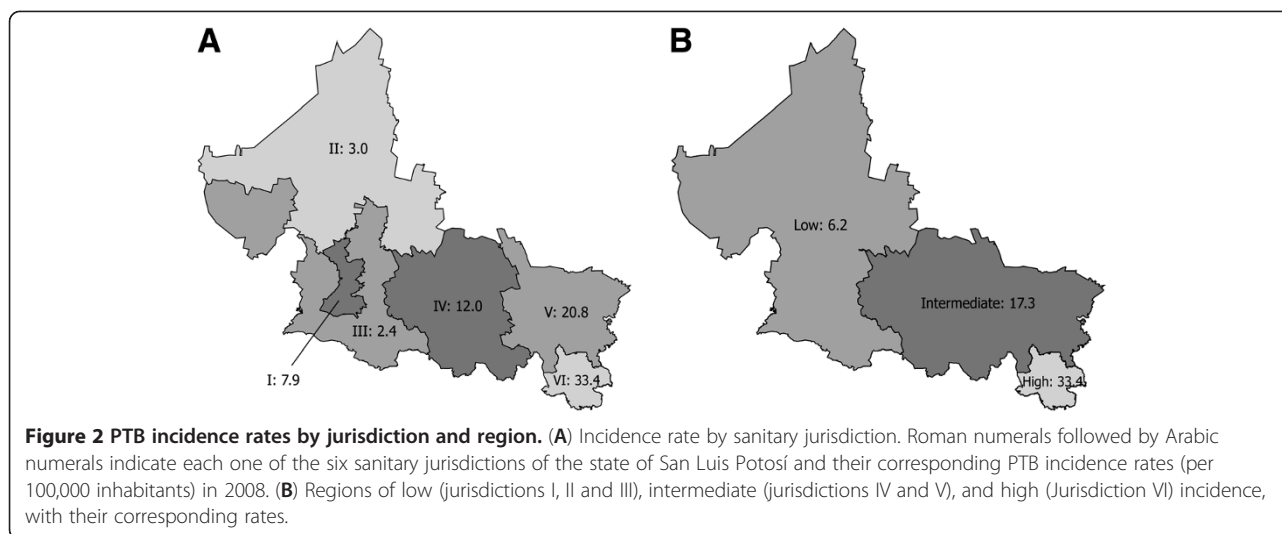 A
B
II: 3.0
Low: 6.2
IV: 12.0
Intermediate: 17.3
V: 20.8
III: 2.4
I: 7.9
VI: 33.4
High: 33.4
Figure 2 PTB incidence rates by jurisdiction and region. (A) Incidence rate by sanitary jurisdiction. Roman numerals followed by Arabic
numerals indicate each one of the six sanitary jurisdictions of the state of San Luis Potosí and their corresponding PTB incidence rates (per
100,000 inhabitants) in 2008. (B) Regions of low (jurisdictions I, II and III), intermediate (jurisdictions IV and V), and high (Jurisdiction VI) incidence,
with their corresponding rates.